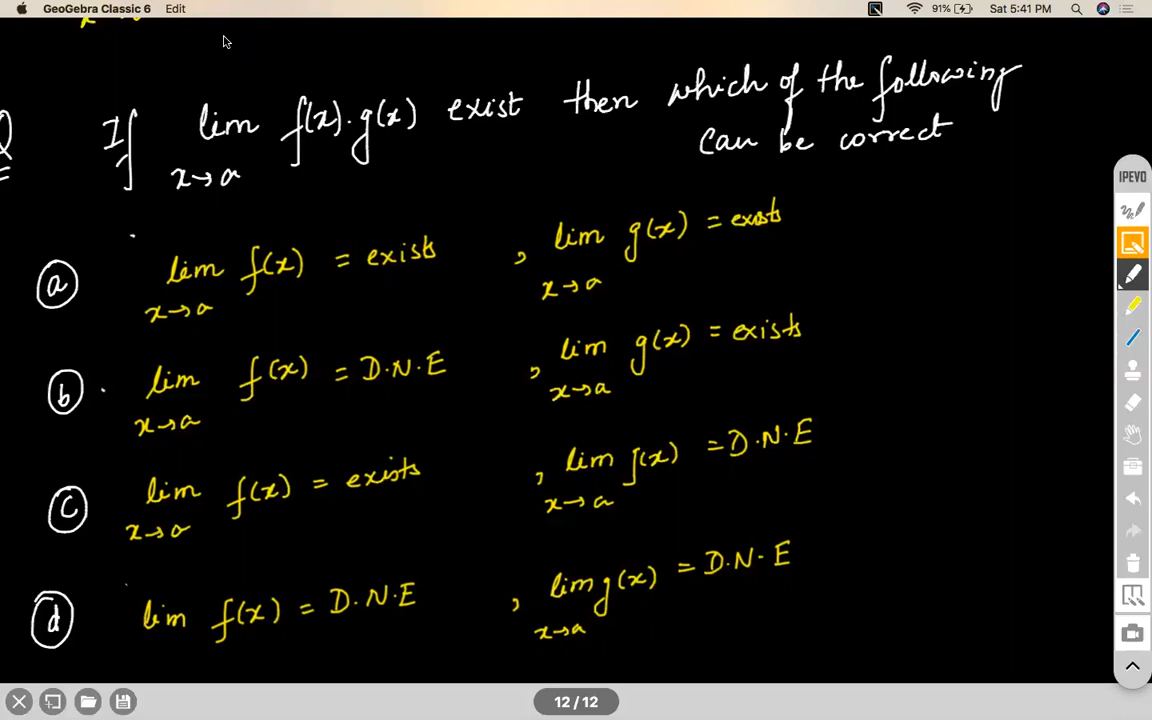 GeoGebra Classic 6 Edit 91% Sat 5:41 PM
Q If lim f(x).g(x) exist then which of the following
x→a can be correct
IPEVO
a lim f(x) = exists , lim g(x) = exists
x→a x→a
b lim f(x) = D.N.E , lim g(x) = exists
x→a x→a
c lim f(x) = exists , lim g(x) = D.N.E
x→a x→a
d lim f(x) = D.N.E , lim g(x) = D.N.E
x→a
12 / 12